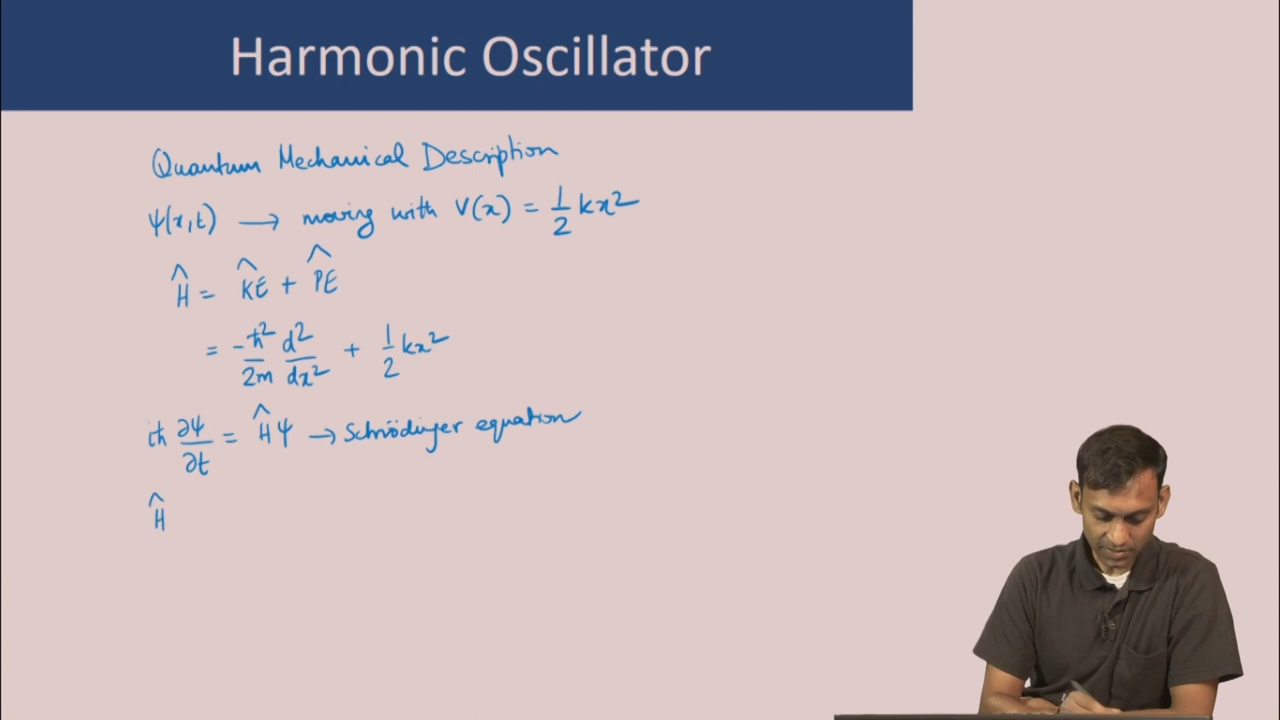 Harmonic Oscillator
Quantum Mechanical Description
ψ(x,t) → moving with V(x) = 1/2 kx²
Ĥ = K̂E + P̂E
= -ħ²/2m d²/dx² + 1/2 kx²
iħ ∂ψ/∂t = Ĥψ → Schrödinger equation
Ĥ